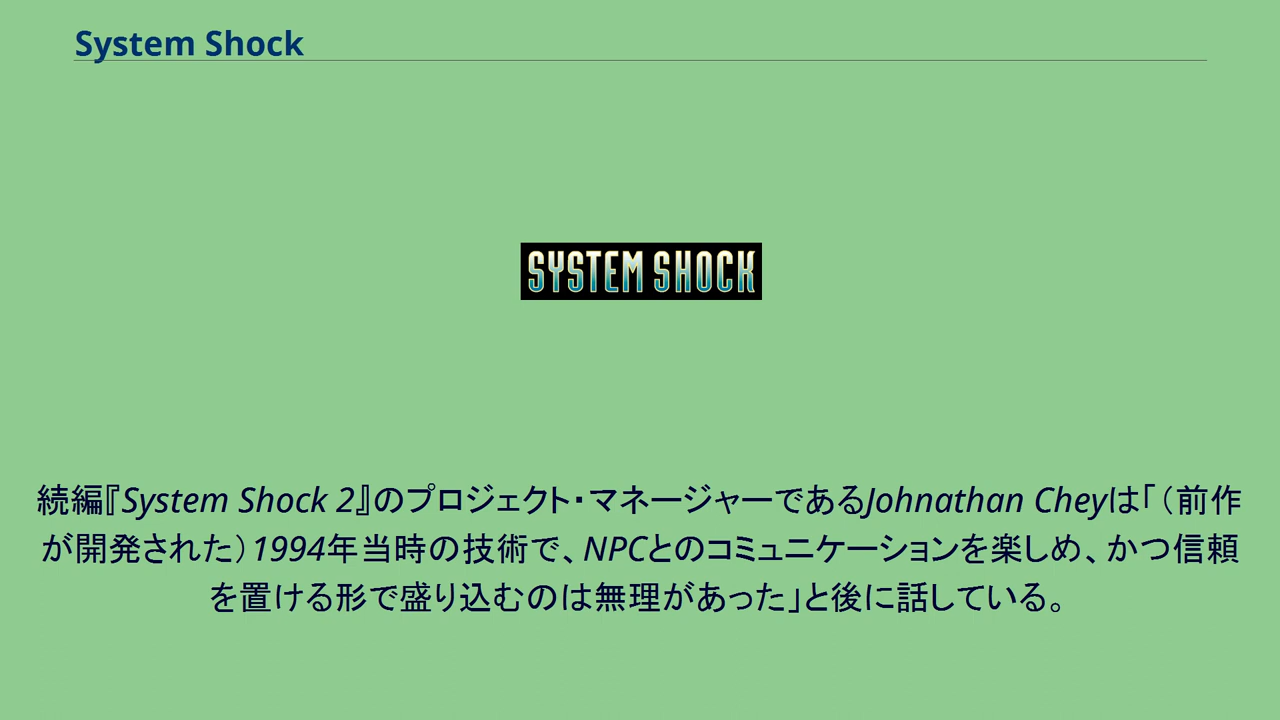 System Shock
SYSTEM SHOCK
続編『System Shock 2』のプロジェクト・マネージャーであるJohnathan Cheyは「（前作
が開発された）1994年当時の技術で、NPCとのコミュニケーションを楽しめ、かつ信頼
を置ける形で盛り込むのは無理があった」と後に話している。